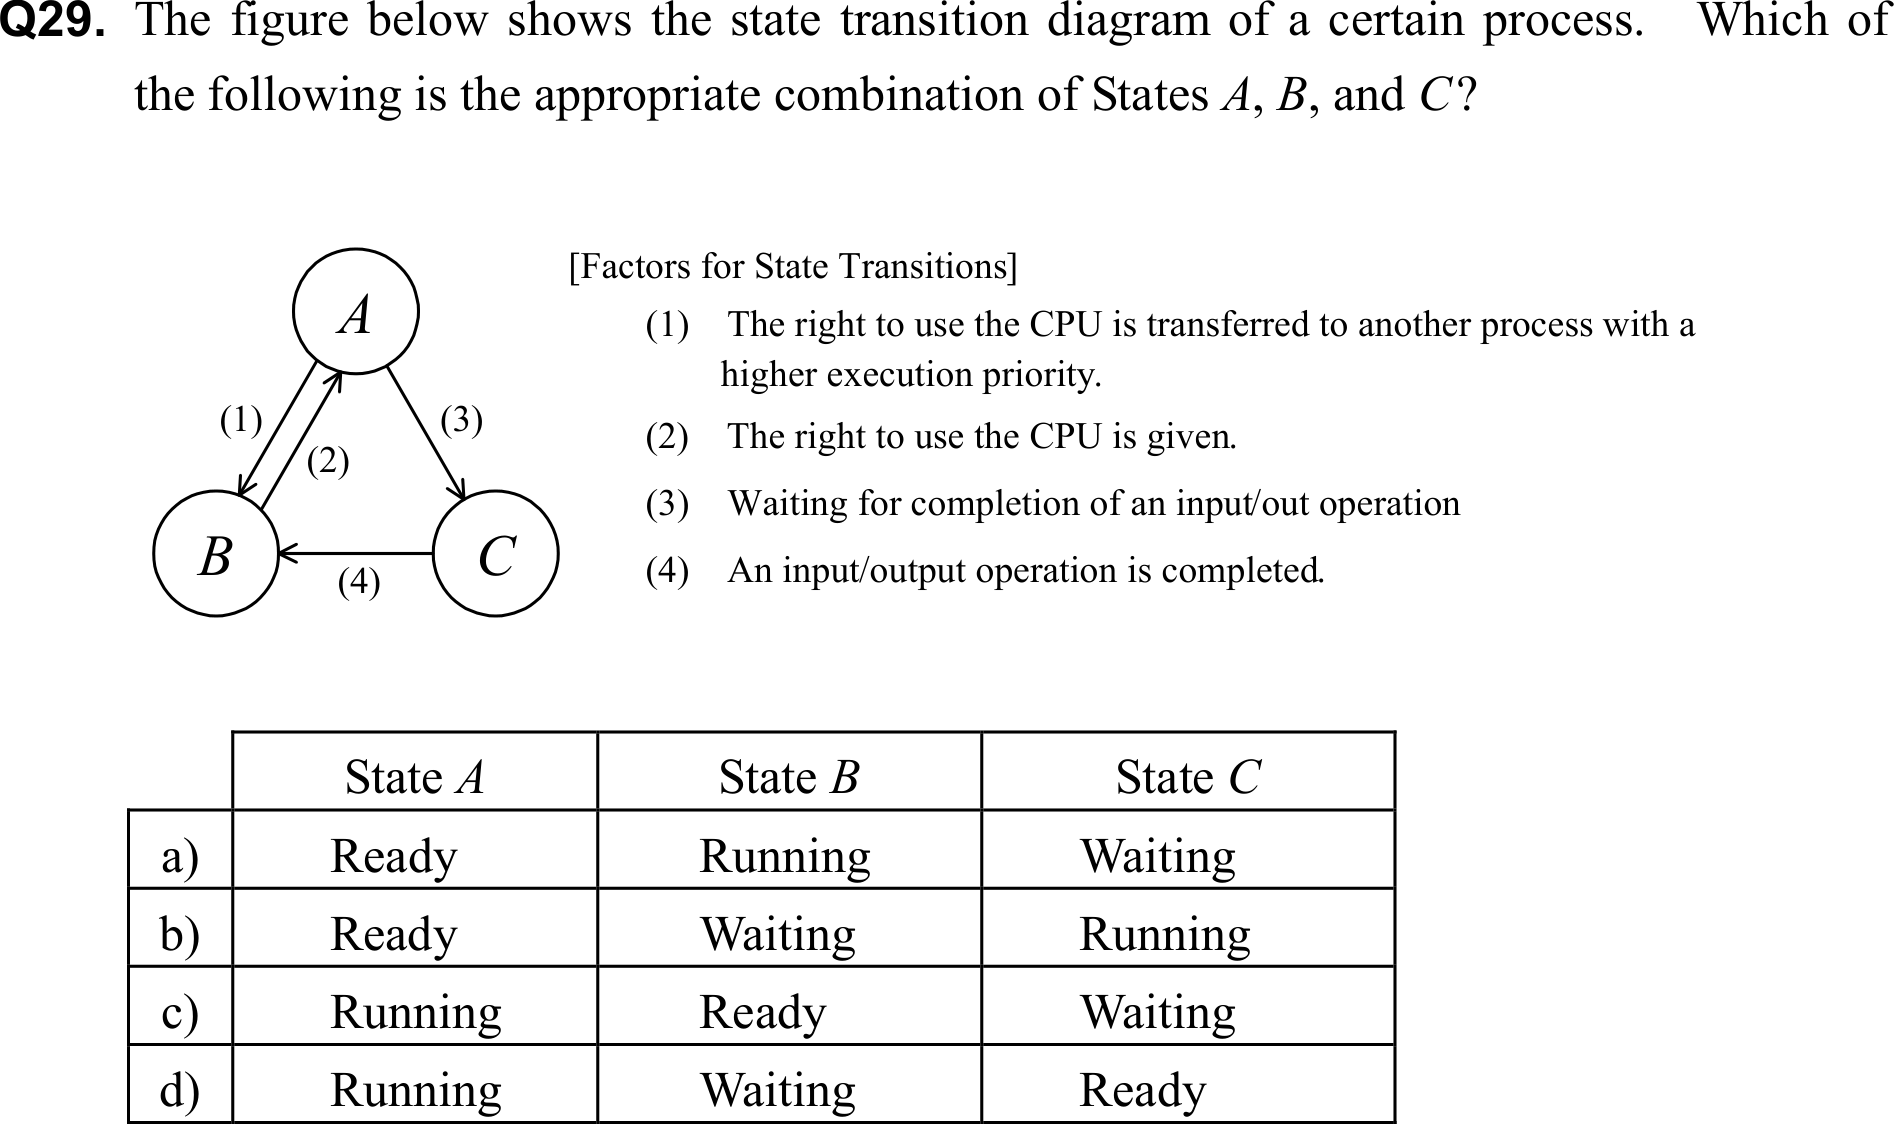 Q29. The figure below shows the state transition diagram of a certain process. Which of
the following is the appropriate combination of States A, B, and C?
A
(1)
(2)
(3)
B
C
(4)
[Factors for State Transitions]
(1) The right to use the CPU is transferred to another process with a
higher execution priority.
(2) The right to use the CPU is given.
(3) Waiting for completion of an input/out operation
(4) An input/output operation is completed.
State A State B State C
a) Ready Running Waiting
b) Ready Waiting Running
c) Running Ready Waiting
d) Running Waiting Ready